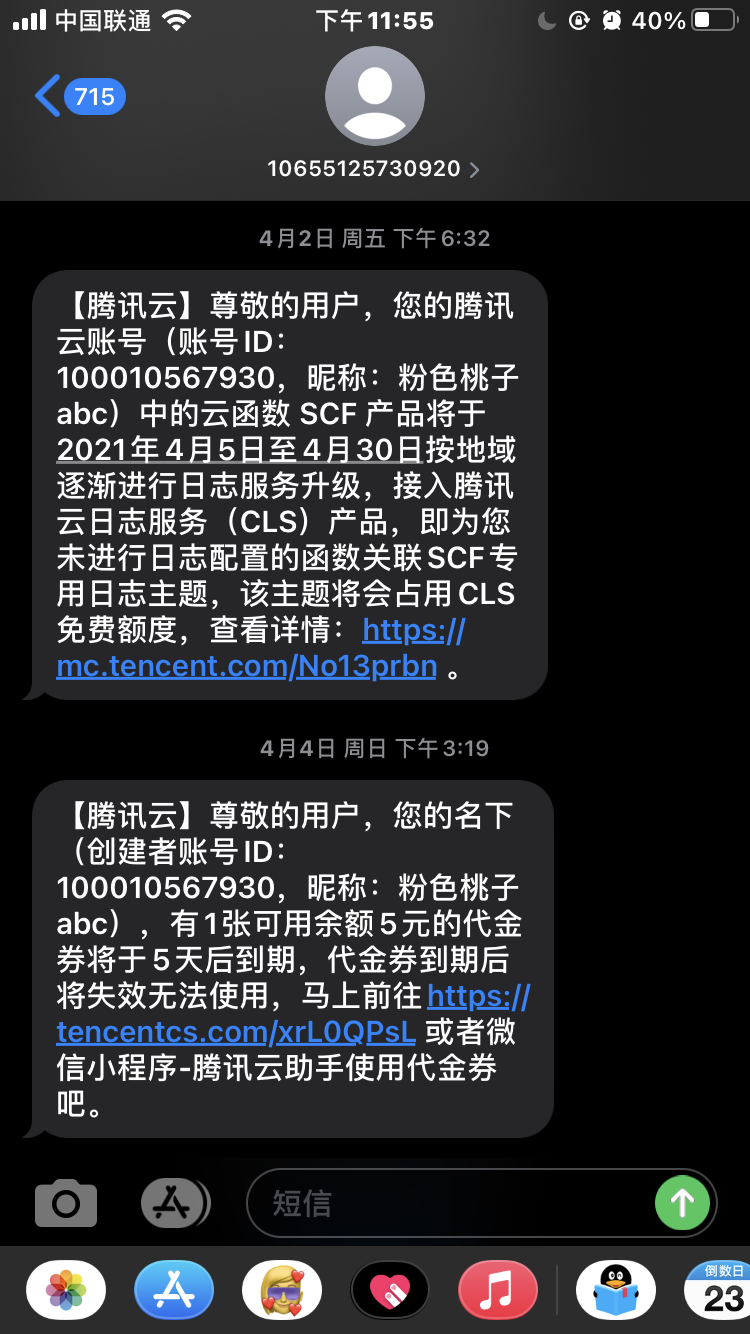 中国联通
下午11:55
40%
715
10655125730920
4月2日 周五 下午6:32
【腾讯云】尊敬的用户，您的腾讯
云账号（账号ID：
100010567930，昵称：粉色桃子
abc）中的云函数 SCF 产品将于
2021年4月5日至4月30日按地域
逐渐进行日志服务升级，接入腾讯
云日志服务（CLS）产品，即为您
未进行日志配置的函数关联SCF专
用日志主题，该主题将会占用CLS
免费额度，查看详情：https://
mc.tencent.com/No13prbn 。
4月4日 周日 下午3:19
【腾讯云】尊敬的用户，您的名下
（创建者账号ID：
100010567930，昵称：粉色桃子
abc），有1张可用余额5元的代金
券将于5天后到期，代金券到期后
将失效无法使用，马上前往https://
tencentcs.com/xrL0QPsL 或者微
信小程序-腾讯云助手使用代金券
吧。
短信
倒数日
23